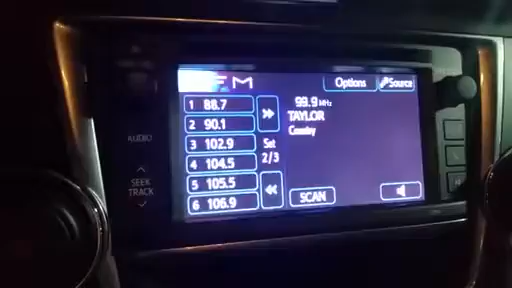 FM
Options
Source
1 88.7
2 90.1
3 102.9
4 104.5
5 105.5
6 106.9
Set
2/3
99.9 MHz
TAYLOR
Country
SCAN
AUDIO
SEEK
TRACK